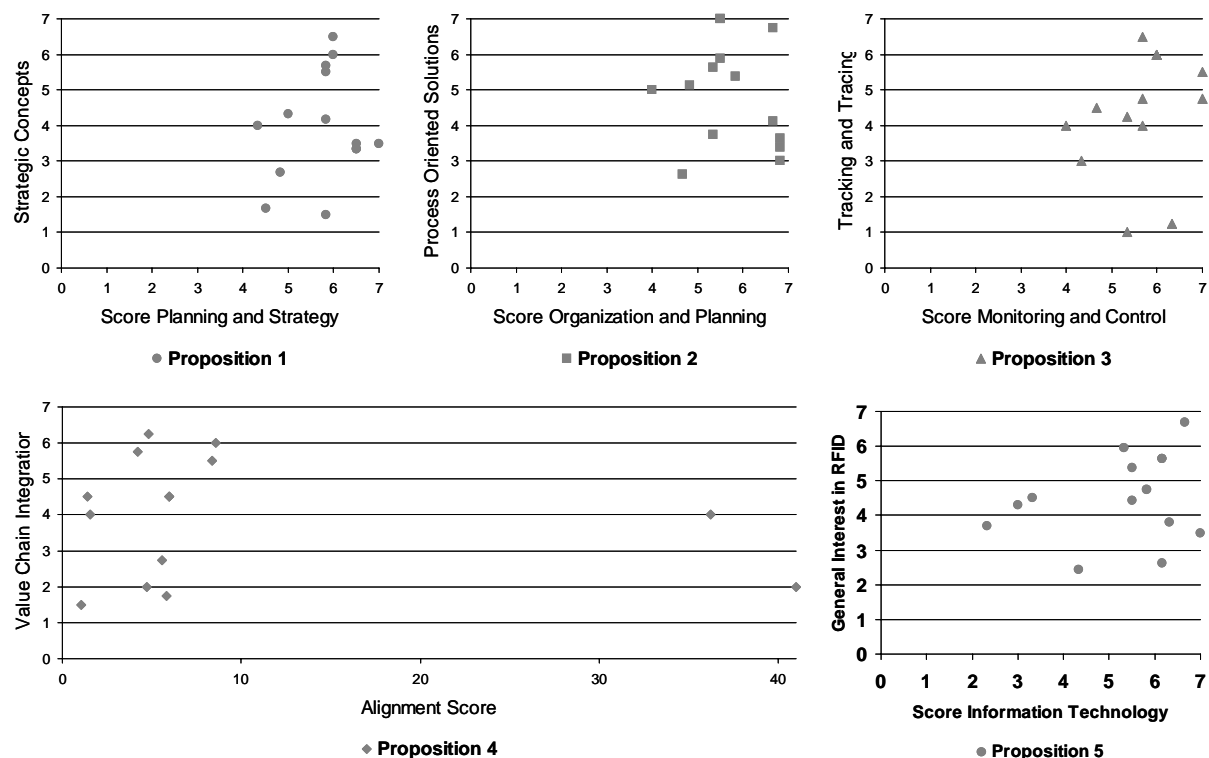 Strategic Concepts
7
6
5
4
3
2
1
0
0 1 2 3 4 5 6 7
Score Planning and Strategy
Proposition 1
Process Oriented Solutions
7
6
5
4
3
2
1
0
0 1 2 3 4 5 6 7
Score Organization and Planning
Proposition 2
Tracking and Tracing
7
6
5
4
3
2
1
0
0 1 2 3 4 5 6 7
Score Monitoring and Control
Proposition 3
Value Chain Integration
7
6
5
4
3
2
1
0
0 10 20 30 40
Alignment Score
Proposition 4
General Interest in RFID
7
6
5
4
3
2
1
0
0 1 2 3 4 5 6 7
Score Information Technology
Proposition 5